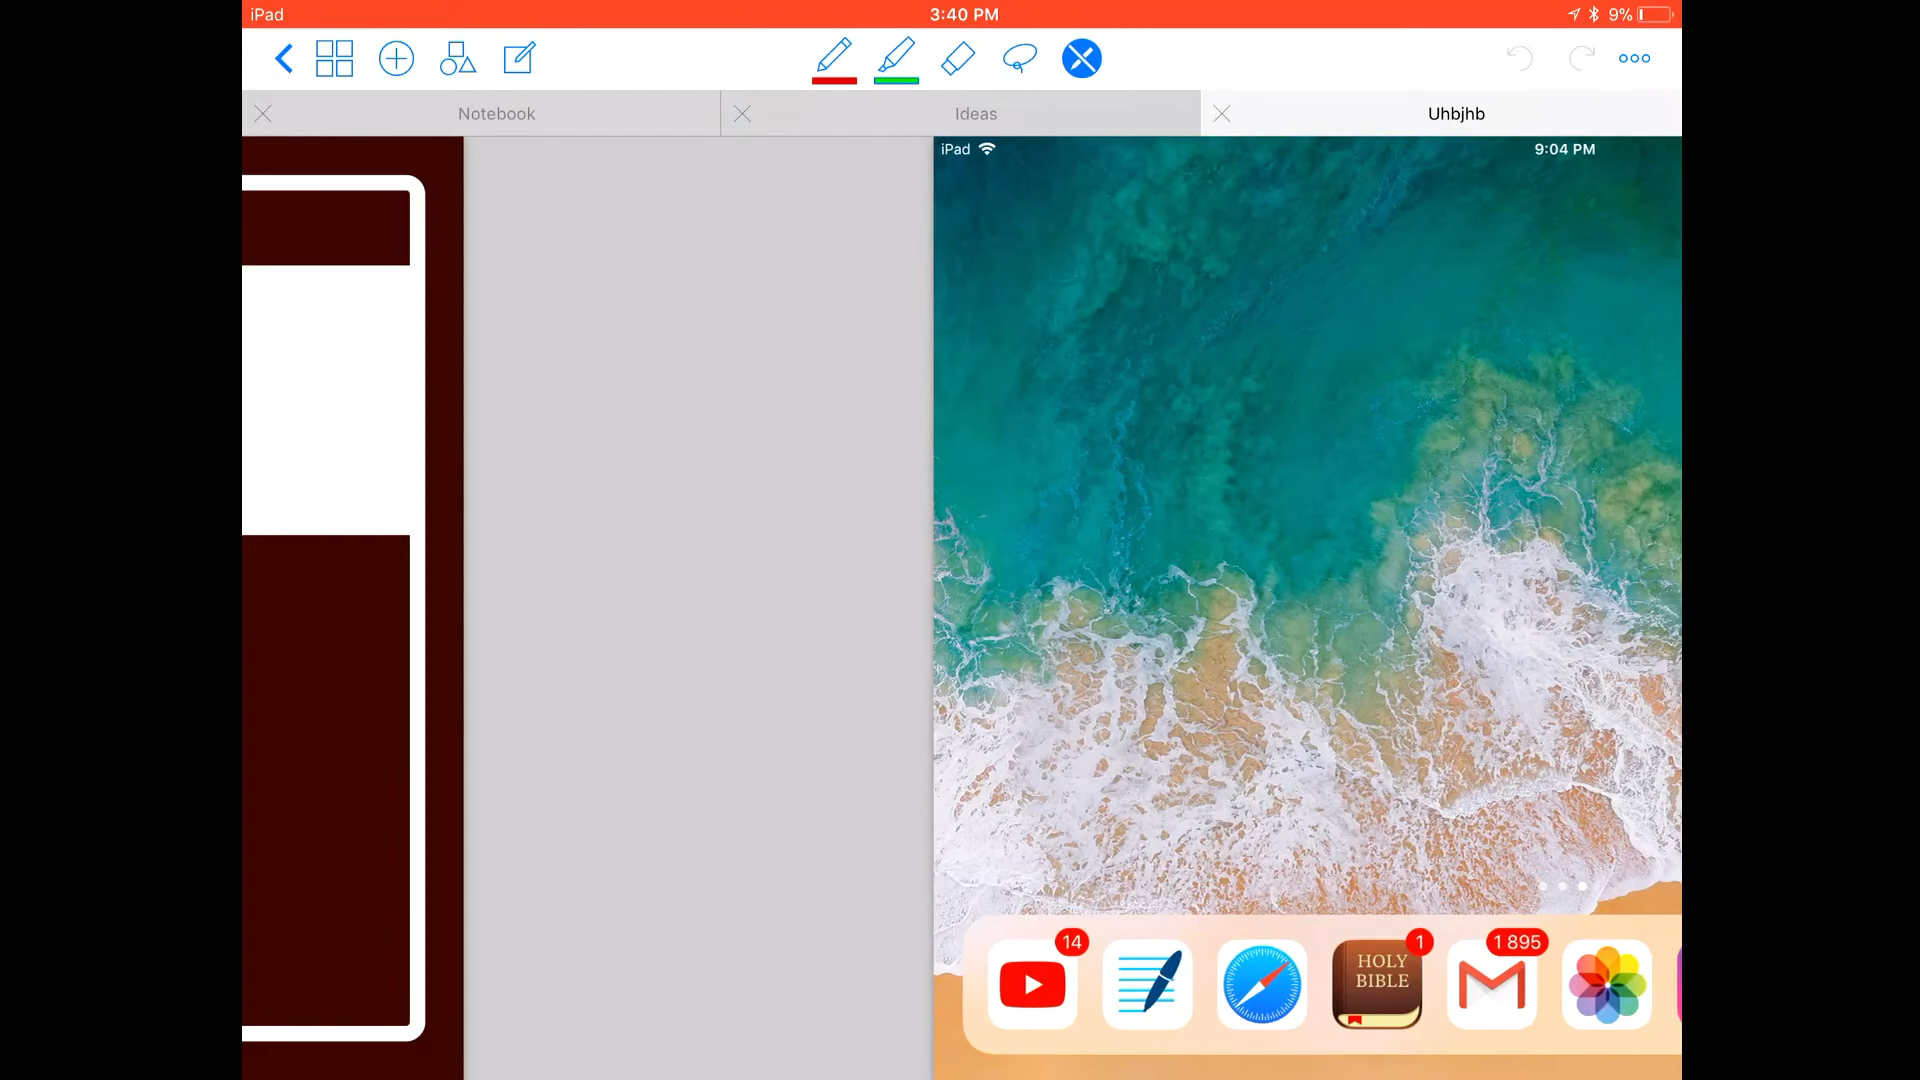 iPad 3:40 PM 9%
Notebook Ideas Uhbjhb
iPad 9:04 PM
14 1 1 895
HOLY
BIBLE